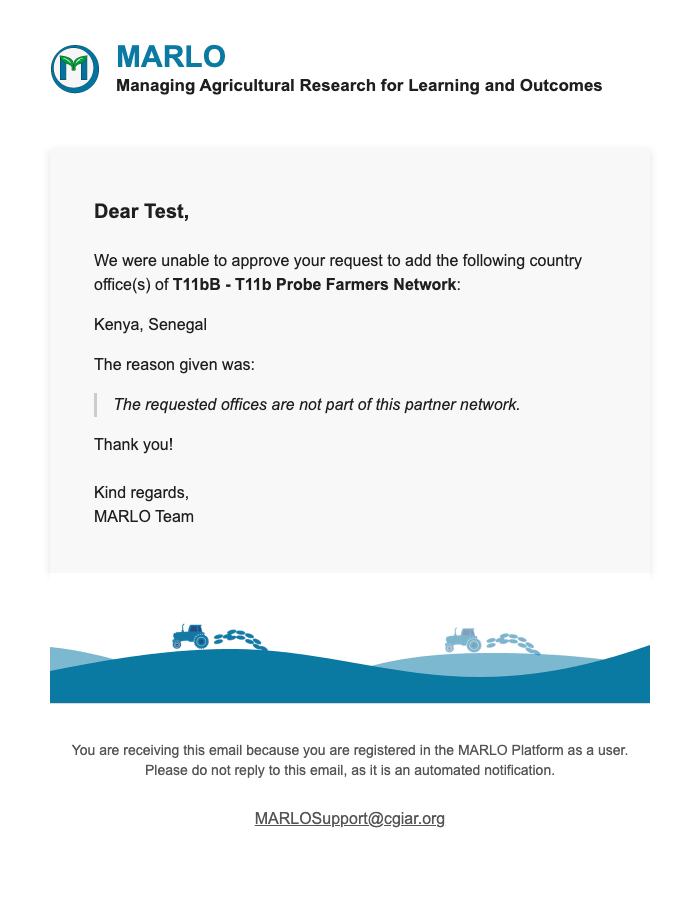 MARLO
Managing Agricultural Research for Learning and Outcomes
Dear Test,
We were unable to approve your request to add the following country
office(s) of T11bB - T11b Probe Farmers Network:
Kenya, Senegal
The reason given was:
The requested offices are not part of this partner network.
Thank you!
Kind regards,
MARLO Team
You are receiving this email because you are registered in the MARLO Platform as a user.
Please do not reply to this email, as it is an automated notification.
MARLOSupport@cgiar.org